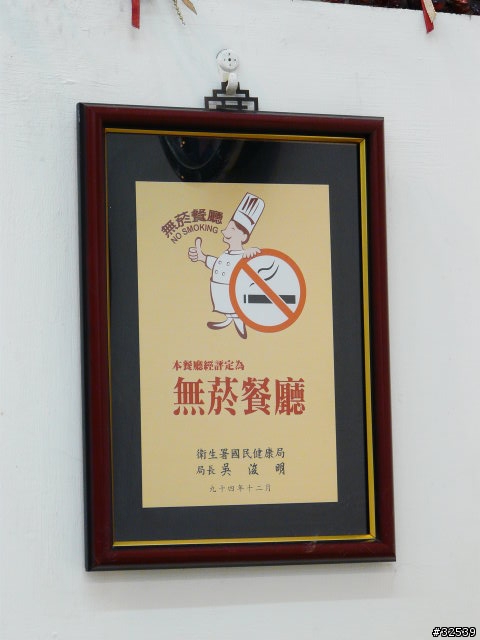 無菸餐廳
NO SMOKING
本餐廳經評定為
無菸餐廳
衛生署國民健康局
局長 吳浚明
九十四年十二月
#32539